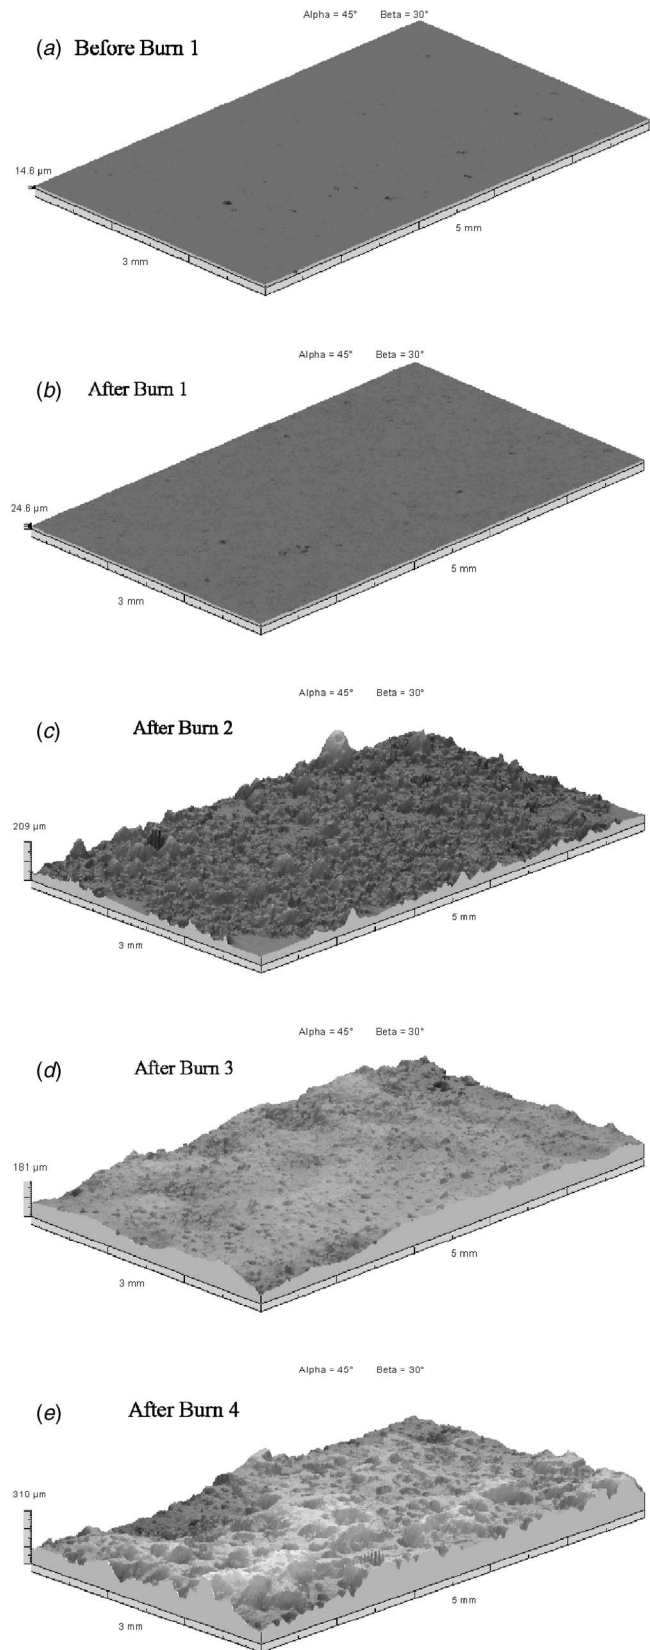 Alpha = 45° Beta = 30°
(a) Before Burn 1
14.6 µm
3 mm
5 mm
Alpha = 45° Beta = 30°
(b) After Burn 1
24.6 µm
3 mm
5 mm
Alpha = 45° Beta = 30°
(c) After Burn 2
209 µm
3 mm
5 mm
Alpha = 45° Beta = 30°
(d) After Burn 3
181 µm
3 mm
5 mm
Alpha = 45° Beta = 30°
(e) After Burn 4
310 µm
3 mm
5 mm